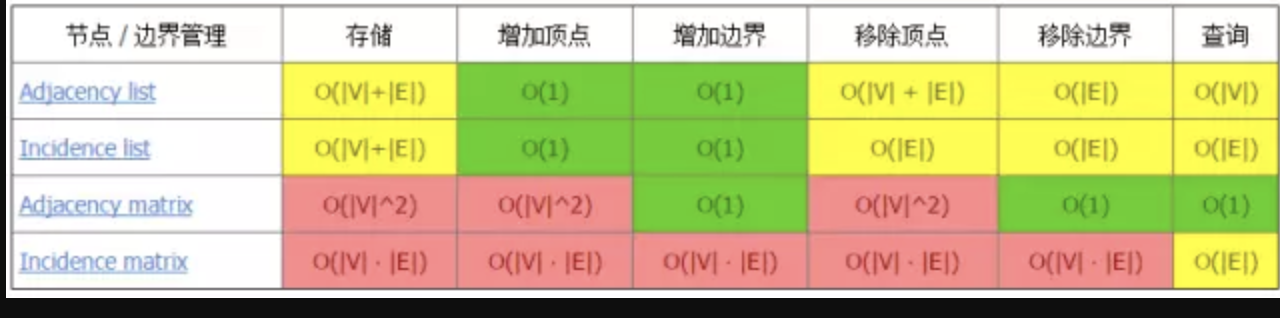 节点 / 边界管理 存储 增加顶点 增加边界 移除顶点 移除边界 查询
Adjacency list O(|V|+|E|) O(1) O(1) O(|V| + |E|) O(|E|) O(|V|)
Incidence list O(|V|+|E|) O(1) O(1) O(|E|) O(|E|) O(|E|)
Adjacency matrix O(|V|^2) O(|V|^2) O(1) O(|V|^2) O(1) O(1)
Incidence matrix O(|V| · |E|) O(|V| · |E|) O(|V| · |E|) O(|V| · |E|) O(|V| · |E|) O(|E|)